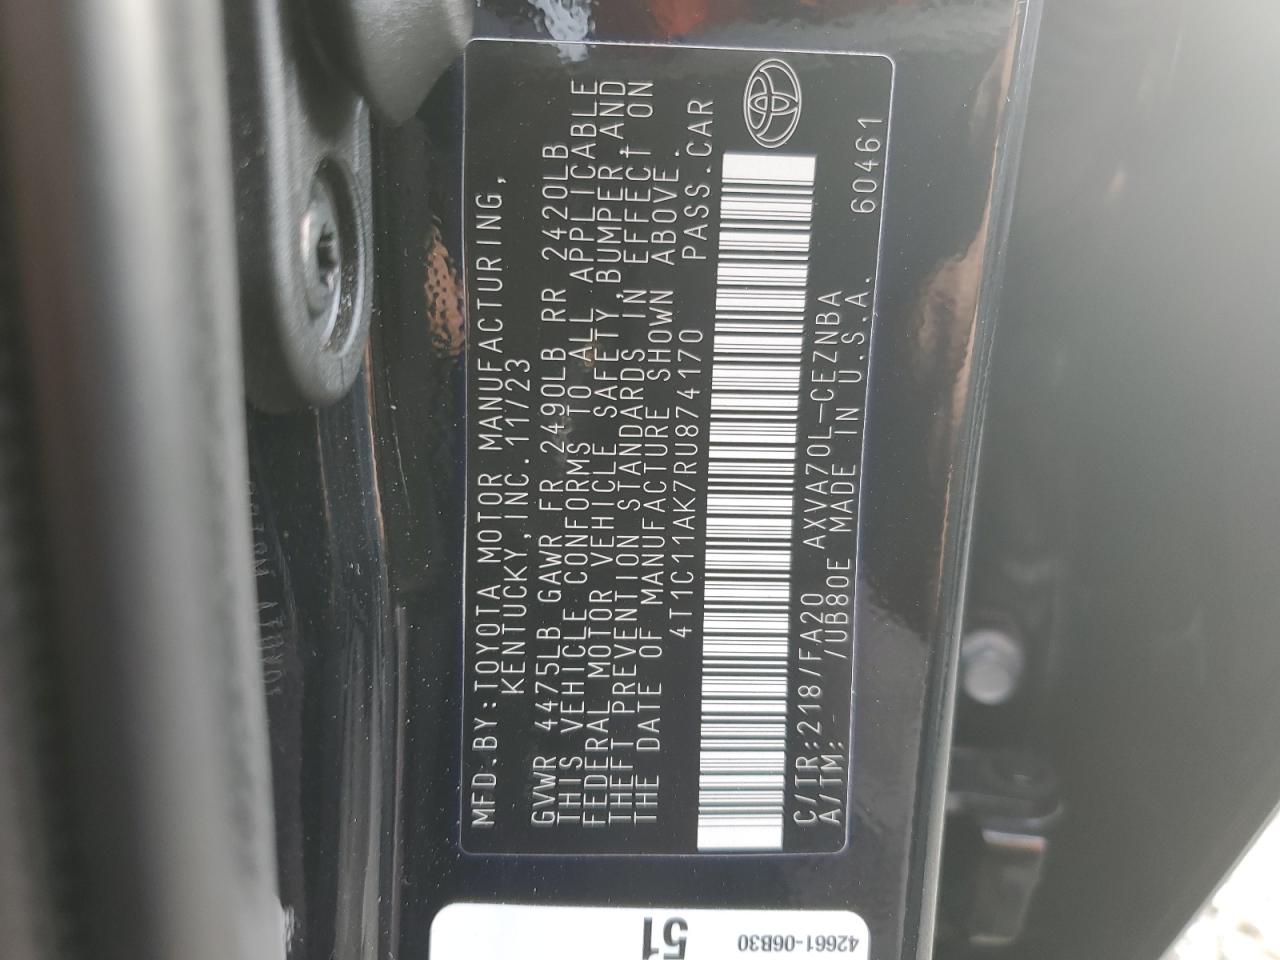 MFD.BY:TOYOTA MOTOR MANUFACTURING,
KENTUCKY,INC. 11/23
GVWR 4475LB GAWR FR 2490LB RR 2420LB
THIS VEHICLE CONFORMS TO ALL APPLICABLE
FEDERAL MOTOR VEHICLE SAFETY,BUMPER,AND
THEFT PREVENTION STANDARDS IN EFFECT ON
THE DATE OF MANUFACTURE SHOWN ABOVE.
4T1C11AK7RU874170 PASS.CAR
C/TR:218/FA20 AXVA70L-CEZNBA 60461
A/TM: /UB80E MADE IN U.S.A.
51
42661-06B30